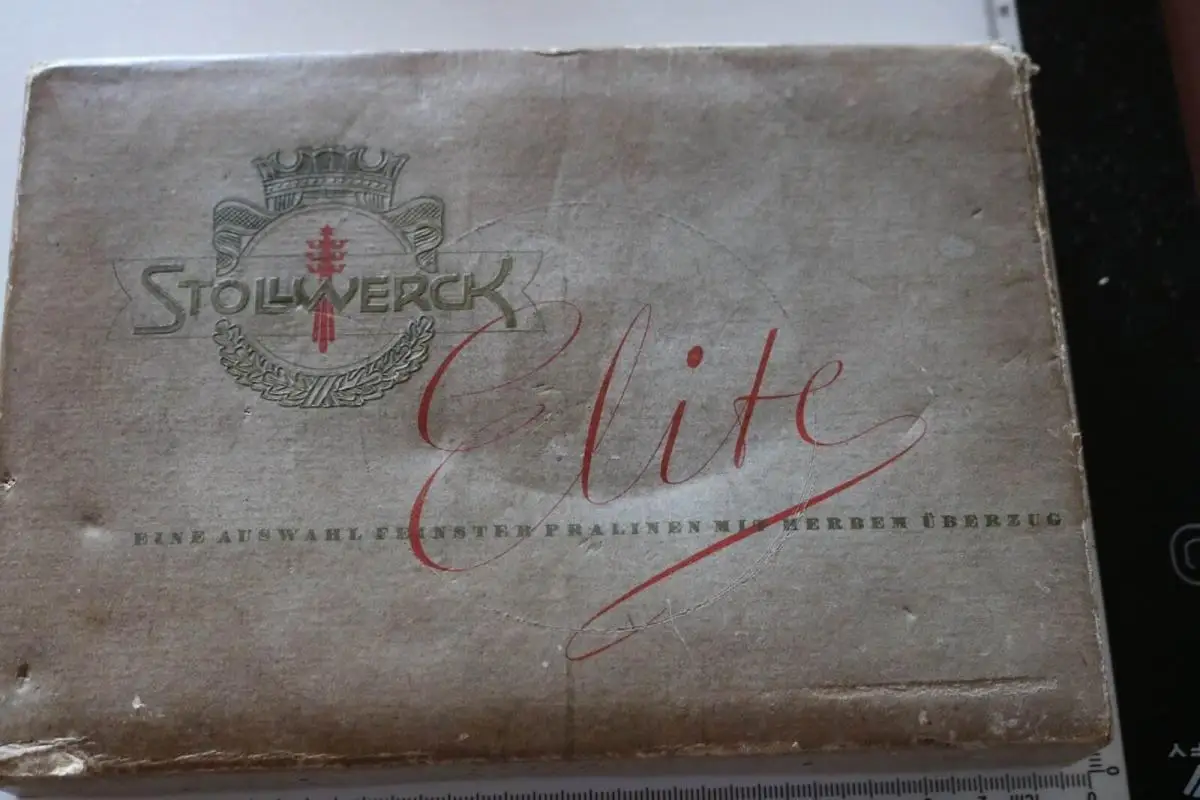 STOLLWERCK
Elite
EINE AUSWAHL FEINSTER PRALINEN MIT HERBEM ÜBERZUG